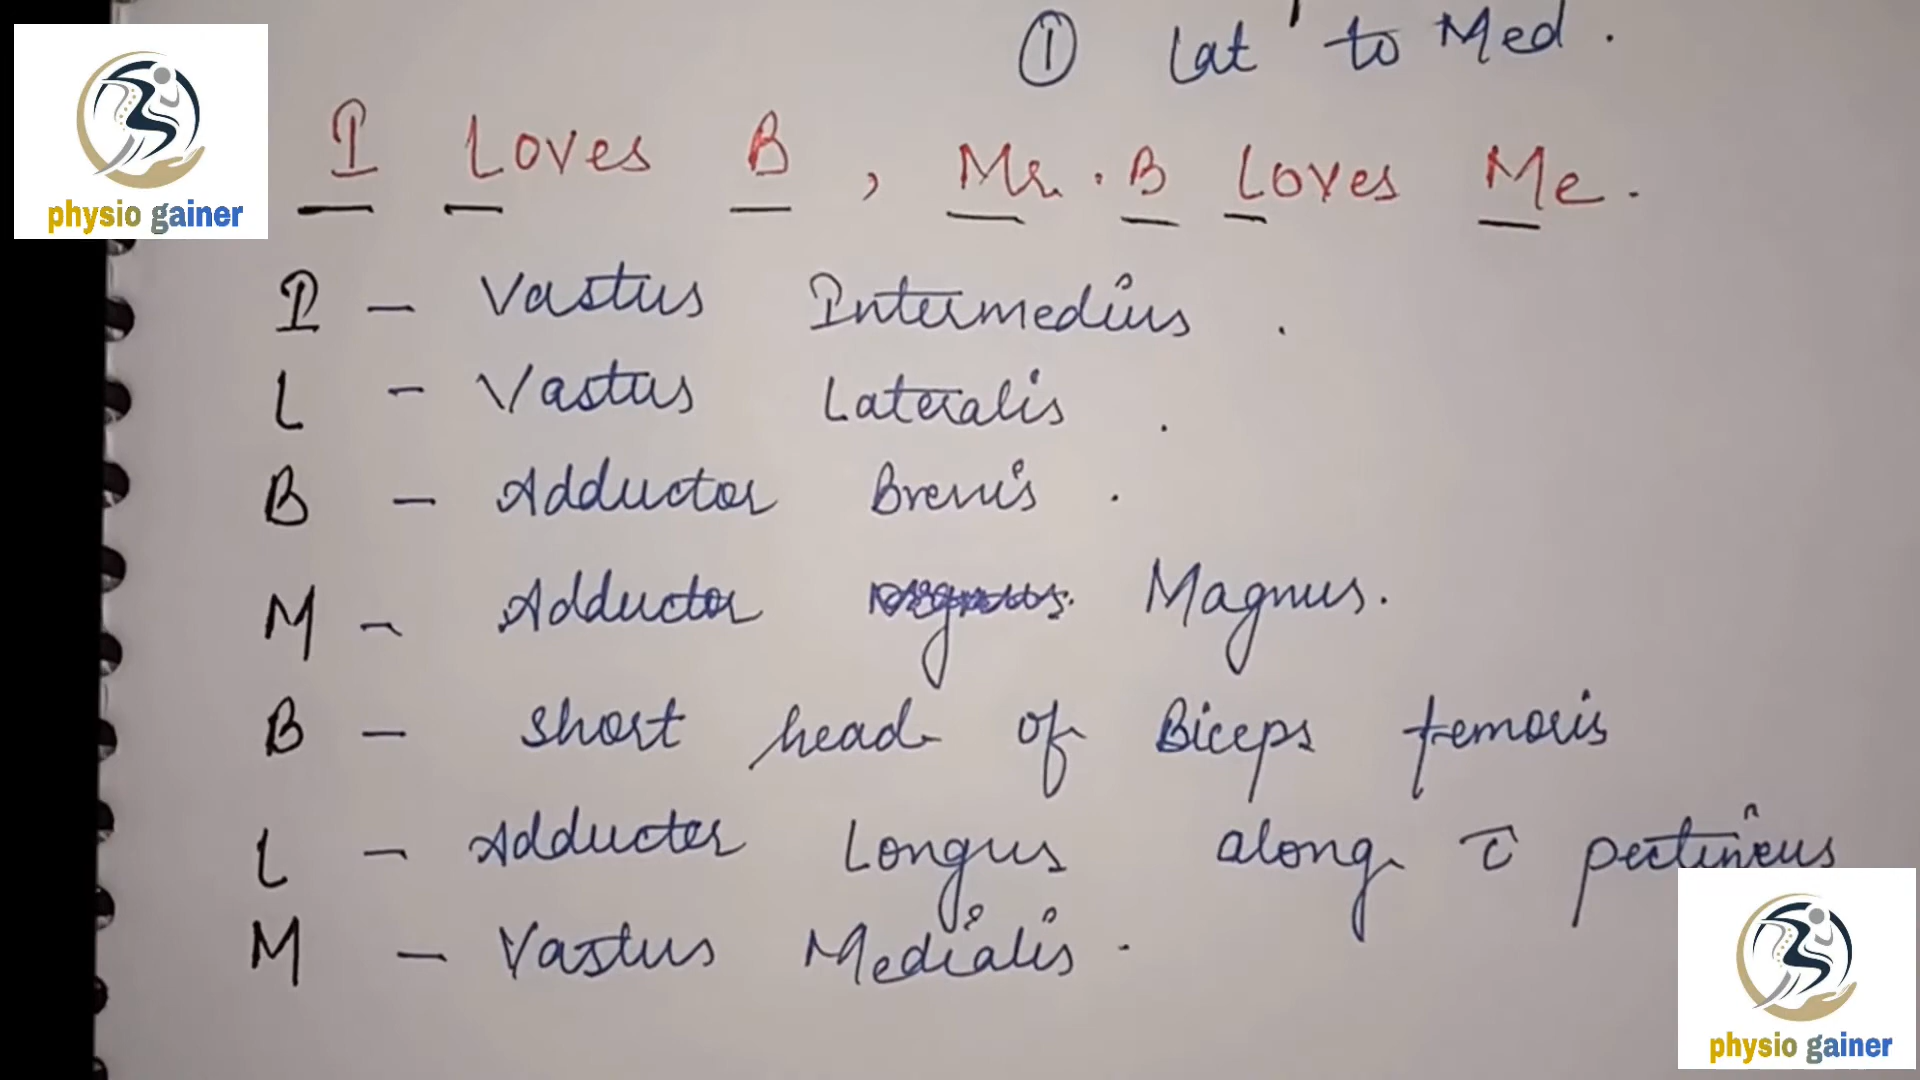 ① Lat to Med.
I Loves B, Mr. B Loves Me.
I - Vastus Intermedius.
L - Vastus Lateralis.
B - Adductor Brevis.
M - Adductor Magnus.
B - Short head of Biceps femoris
L - Adductor Longus along c̄ pectineus
M - Vastus Medialis.
physio gainer
physio gainer